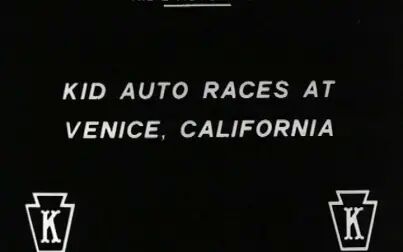 KID AUTO RACES AT
VENICE, CALIFORNIA
K K